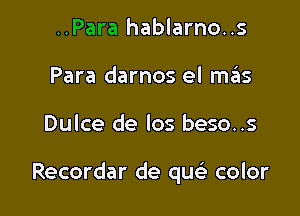 ..Para hablarno..s
Para darnos el más
Dulce de los beso..s
Recordar de qué color